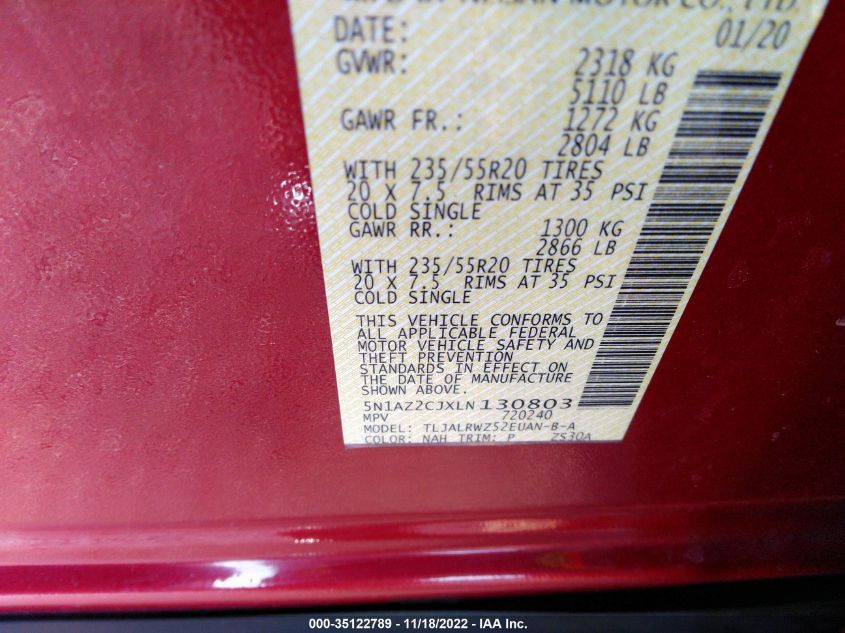 MOTOR CO., LTD.
DATE: 01/20
GVWR: 2318 KG
5110 LB
GAWR FR.: 1272 KG
2804 LB
WITH 235/55R20 TIRES
20 X 7.5 RIMS AT 35 PSI
COLD SINGLE
GAWR RR.: 1300 KG
2866 LB
WITH 235/55R20 TIRES
20 X 7.5 RIMS AT 35 PSI
COLD SINGLE
THIS VEHICLE CONFORMS TO
ALL APPLICABLE FEDERAL
MOTOR VEHICLE SAFETY AND
THEFT PREVENTION
STANDARDS IN EFFECT ON
THE DATE OF MANUFACTURE
SHOWN ABOVE.
5N1AZ2CJXLN130803
MPV 720240
MODEL: TLJALRWZ52EUAN-B-A
COLOR: NAH TRIM: P ZS30A
000-35122789 - 11/18/2022 - IAA Inc.